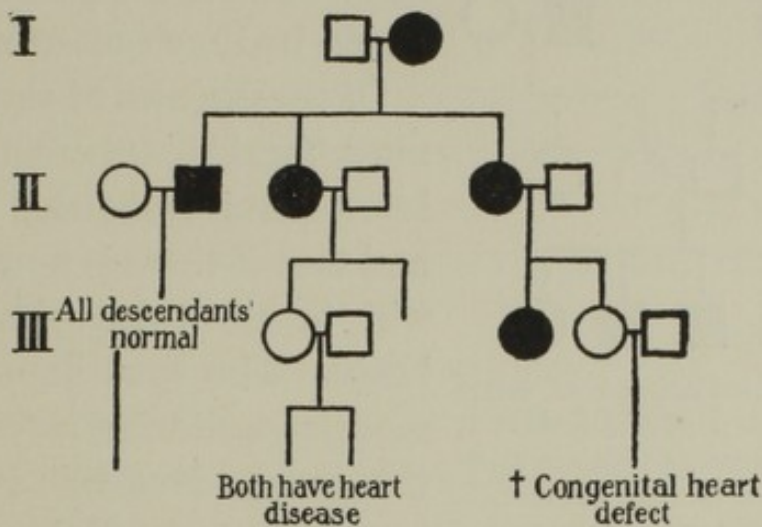 I
II
III
All descendants'
normal
Both have heart
disease
† Congenital heart
defect